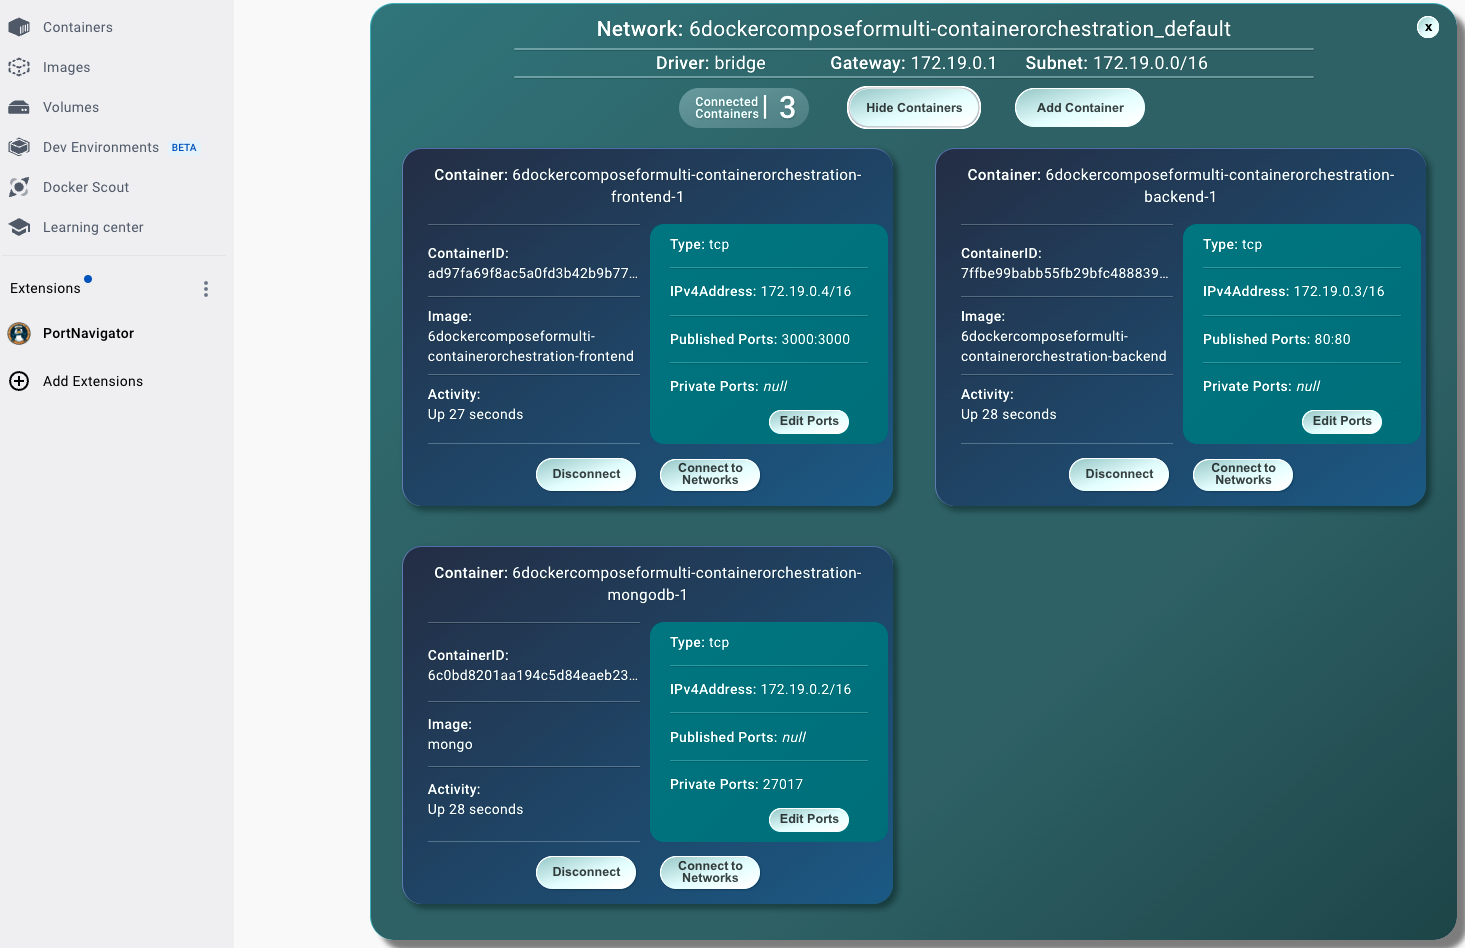 Containers
Images
Volumes
Dev Environments BETA
Docker Scout
Learning center
Extensions
PortNavigator
Add Extensions
Network: 6dockercomposeformulti-containerorchestration_default
x
Driver: bridge Gateway: 172.19.0.1 Subnet: 172.19.0.0/16
Connected
Containers
3
Hide Containers
Add Container
Container: 6dockercomposeformulti-containerorchestration-
frontend-1
ContainerID:
ad97fa69f8ac5a0fd3b42b9b77…
Image:
6dockercomposeformulti-
containerorchestration-frontend
Activity:
Up 27 seconds
Type: tcp
IPv4Address: 172.19.0.4/16
Published Ports: 3000:3000
Private Ports: null
Edit Ports
Disconnect
Connect to
Networks
Container: 6dockercomposeformulti-containerorchestration-
backend-1
ContainerID:
7ffbe99babb55fb29bfc488839…
Image:
6dockercomposeformulti-
containerorchestration-backend
Activity:
Up 28 seconds
Type: tcp
IPv4Address: 172.19.0.3/16
Published Ports: 80:80
Private Ports: null
Edit Ports
Disconnect
Connect to
Networks
Container: 6dockercomposeformulti-containerorchestration-
mongodb-1
ContainerID:
6c0bd8201aa194c5d84eaeb23…
Image:
mongo
Activity:
Up 28 seconds
Type: tcp
IPv4Address: 172.19.0.2/16
Published Ports: null
Private Ports: 27017
Edit Ports
Disconnect
Connect to
Networks